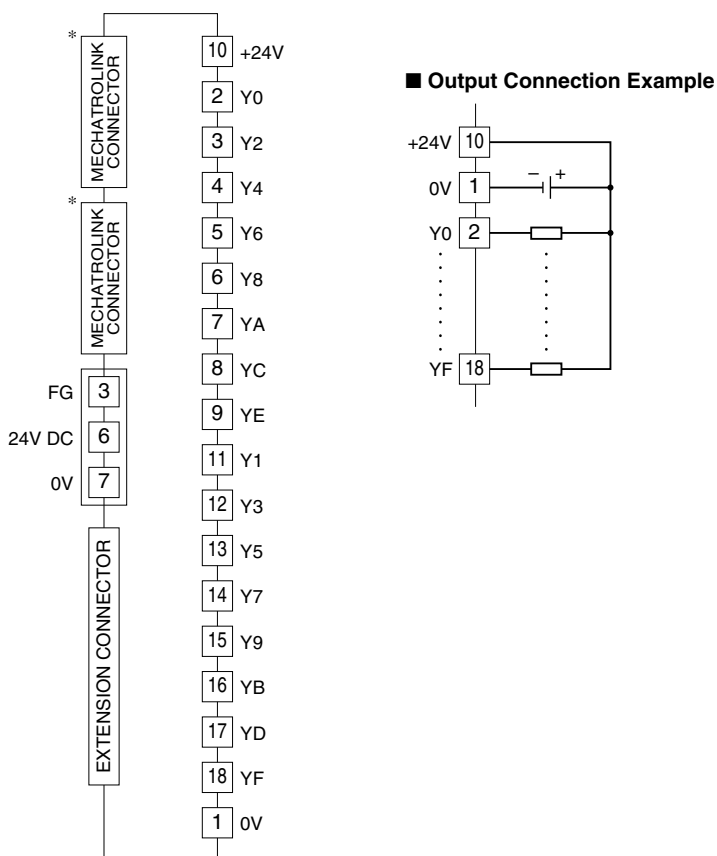 *
MECHATROLINK
CONNECTOR
*
MECHATROLINK
CONNECTOR
FG 3
24V DC 6
0V 7
EXTENSION CONNECTOR
10 +24V
2 Y0
3 Y2
4 Y4
5 Y6
6 Y8
7 YA
8 YC
9 YE
11 Y1
12 Y3
13 Y5
14 Y7
15 Y9
16 YB
17 YD
18 YF
1 0V
■ Output Connection Example
+24V 10
0V 1 − +
Y0 2
YF 18